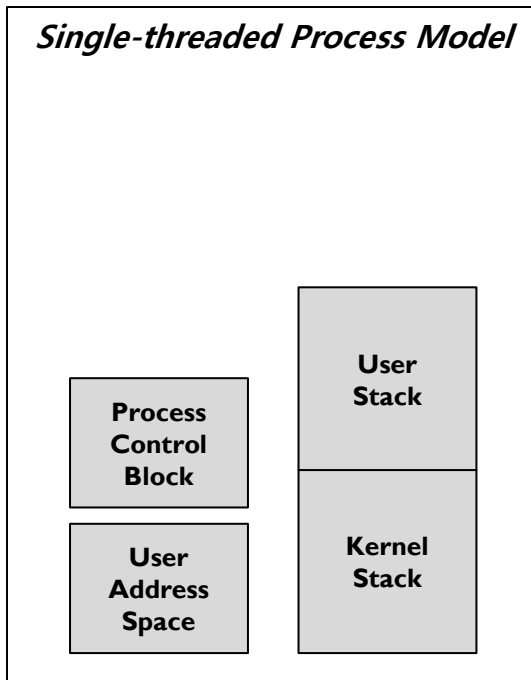 Single-threaded Process Model
Process
Control
Block
User
Address
Space
User
Stack
Kernel
Stack